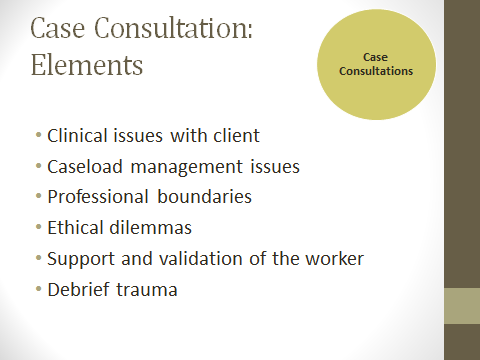 Case Consultation:
Elements
Case
Consultations
• Clinical issues with client
• Caseload management issues
• Professional boundaries
• Ethical dilemmas
• Support and validation of the worker
• Debrief trauma